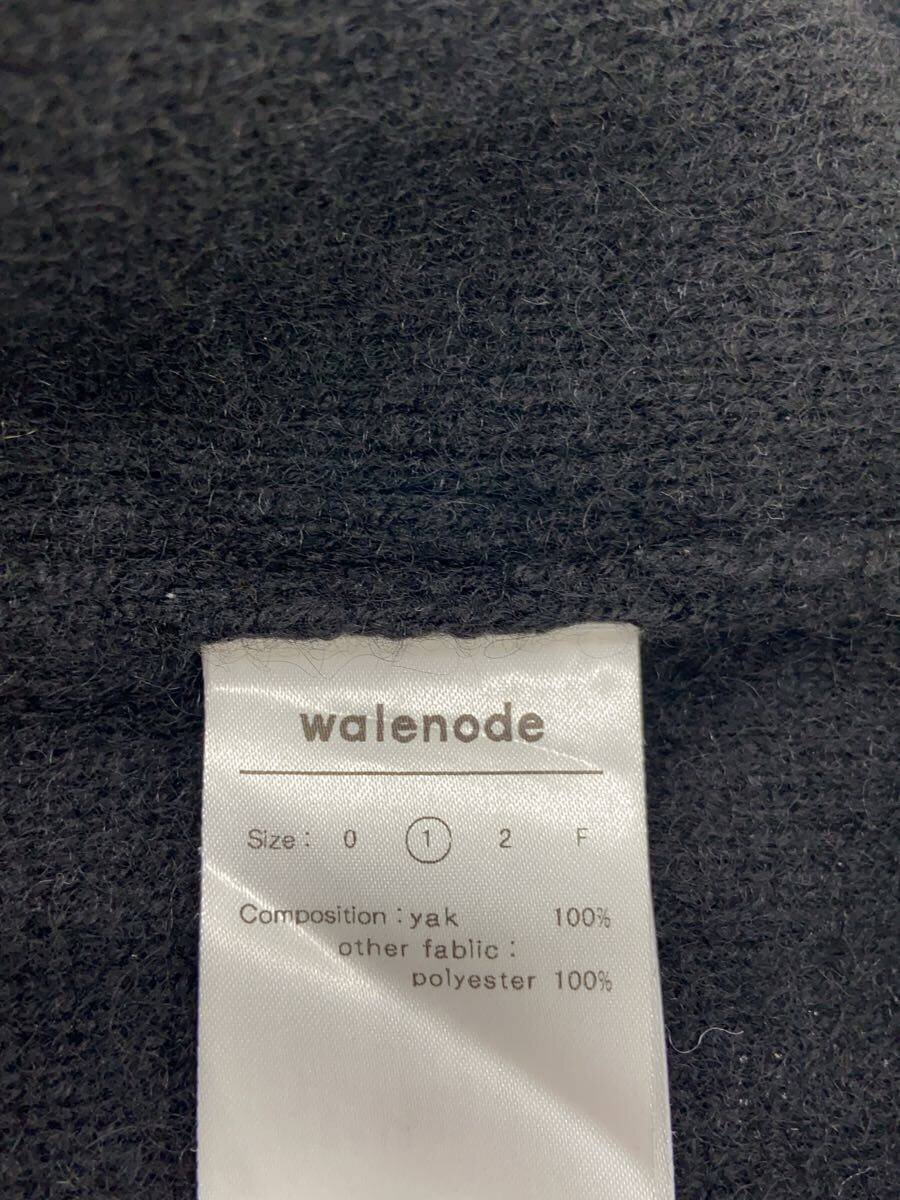 walenode
Size : 0 1 2 F
Composition : yak 100%
other fablic :
polyester 100%